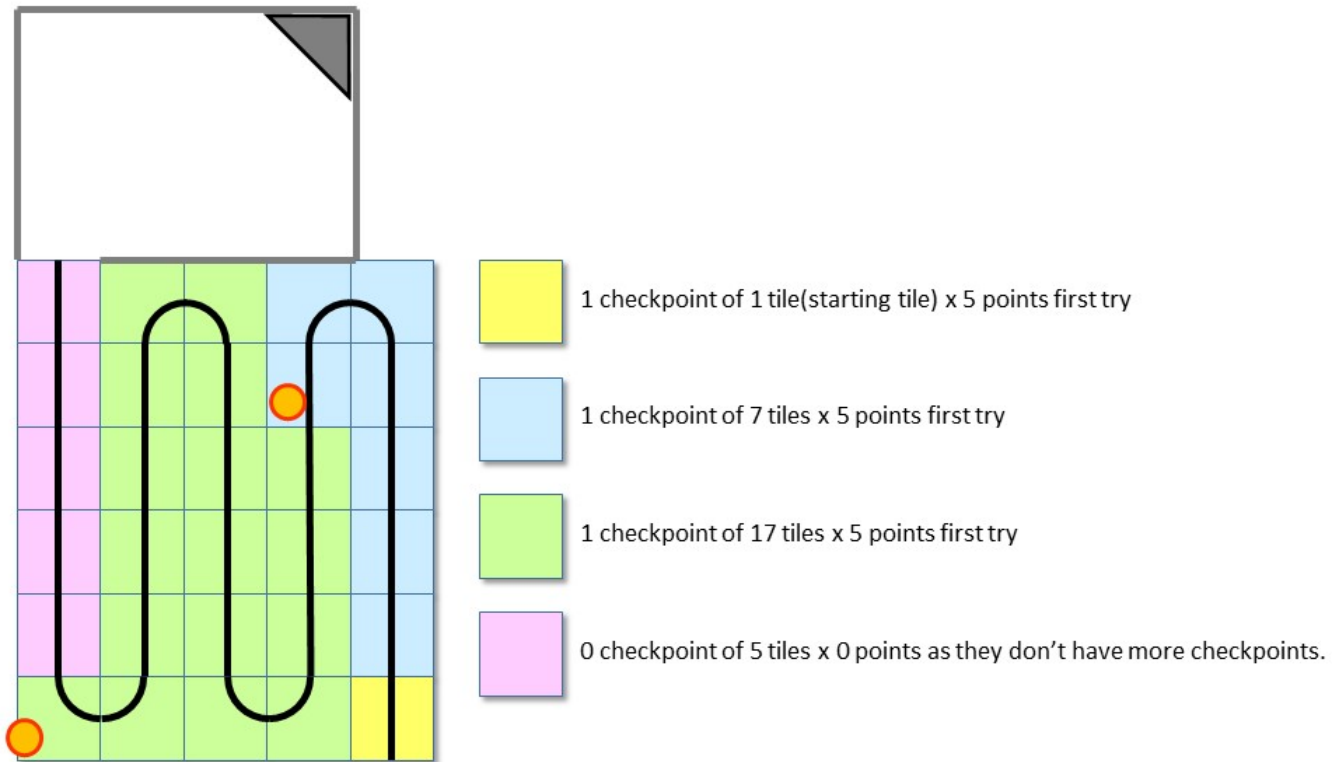 1 checkpoint of 1 tile(starting tile) x 5 points first try
1 checkpoint of 7 tiles x 5 points first try
1 checkpoint of 17 tiles x 5 points first try
0 checkpoint of 5 tiles x 0 points as they don’t have more checkpoints.